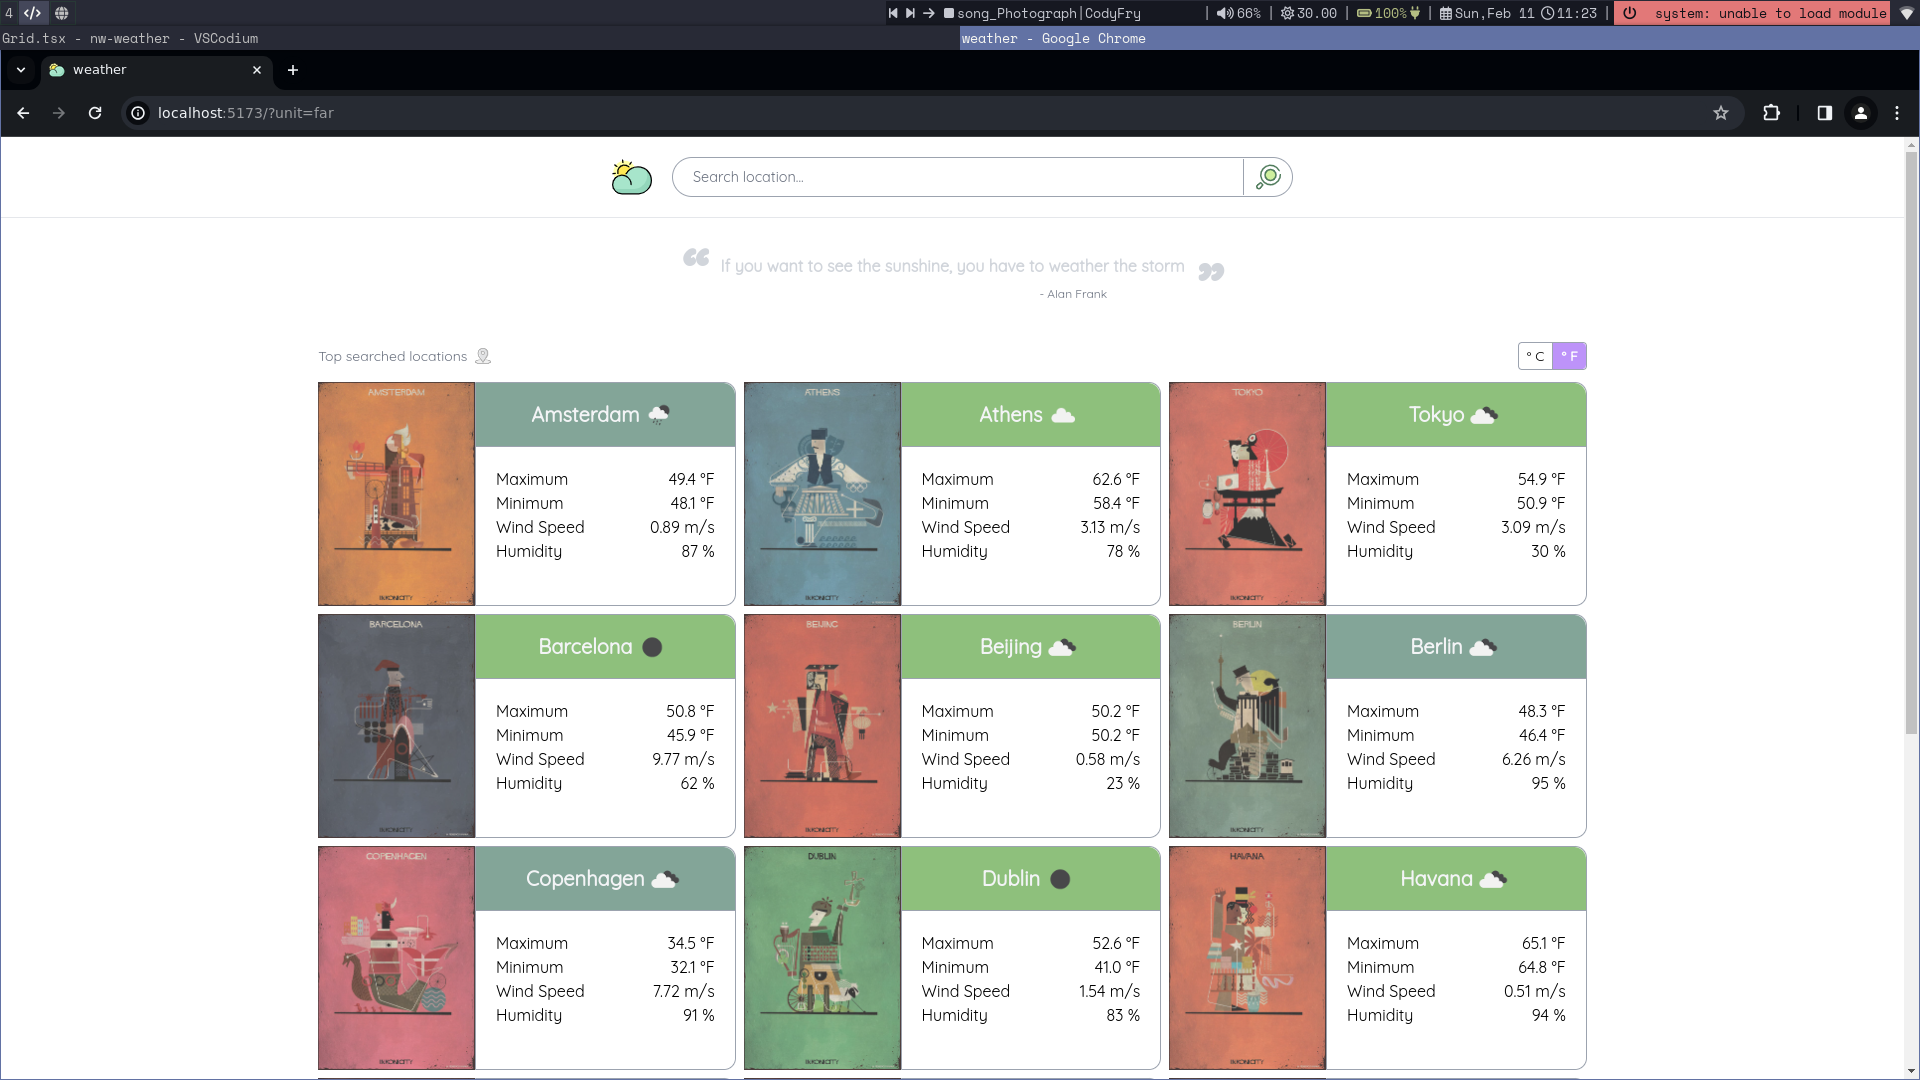 4
song_Photograph|CodyFry | 66% | 30.00 | 100% | Sun,Feb 11 11:23 | system: unable to load module
Grid.tsx - nw-weather - VSCodium
weather - Google Chrome
weather
localhost:5173/?unit=far
Search location...
“ If you want to see the sunshine, you have to weather the storm ”
- Alan Frank
Top searched locations
° C ° F
AMSTERDAM
Amsterdam
Maximum 49.4 °F
Minimum 48.1 °F
Wind Speed 0.89 m/s
Humidity 87 %
ATHENS
Athens
Maximum 62.6 °F
Minimum 58.4 °F
Wind Speed 3.13 m/s
Humidity 78 %
TOKYO
Tokyo
Maximum 54.9 °F
Minimum 50.9 °F
Wind Speed 3.09 m/s
Humidity 30 %
BARCELONA
Barcelona
Maximum 50.8 °F
Minimum 45.9 °F
Wind Speed 9.77 m/s
Humidity 62 %
BEIJING
Beijing
Maximum 50.2 °F
Minimum 50.2 °F
Wind Speed 0.58 m/s
Humidity 23 %
BERLIN
Berlin
Maximum 48.3 °F
Minimum 46.4 °F
Wind Speed 6.26 m/s
Humidity 95 %
COPENHAGEN
Copenhagen
Maximum 34.5 °F
Minimum 32.1 °F
Wind Speed 7.72 m/s
Humidity 91 %
DUBLIN
Dublin
Maximum 52.6 °F
Minimum 41.0 °F
Wind Speed 1.54 m/s
Humidity 83 %
HAVANA
Havana
Maximum 65.1 °F
Minimum 64.8 °F
Wind Speed 0.51 m/s
Humidity 94 %